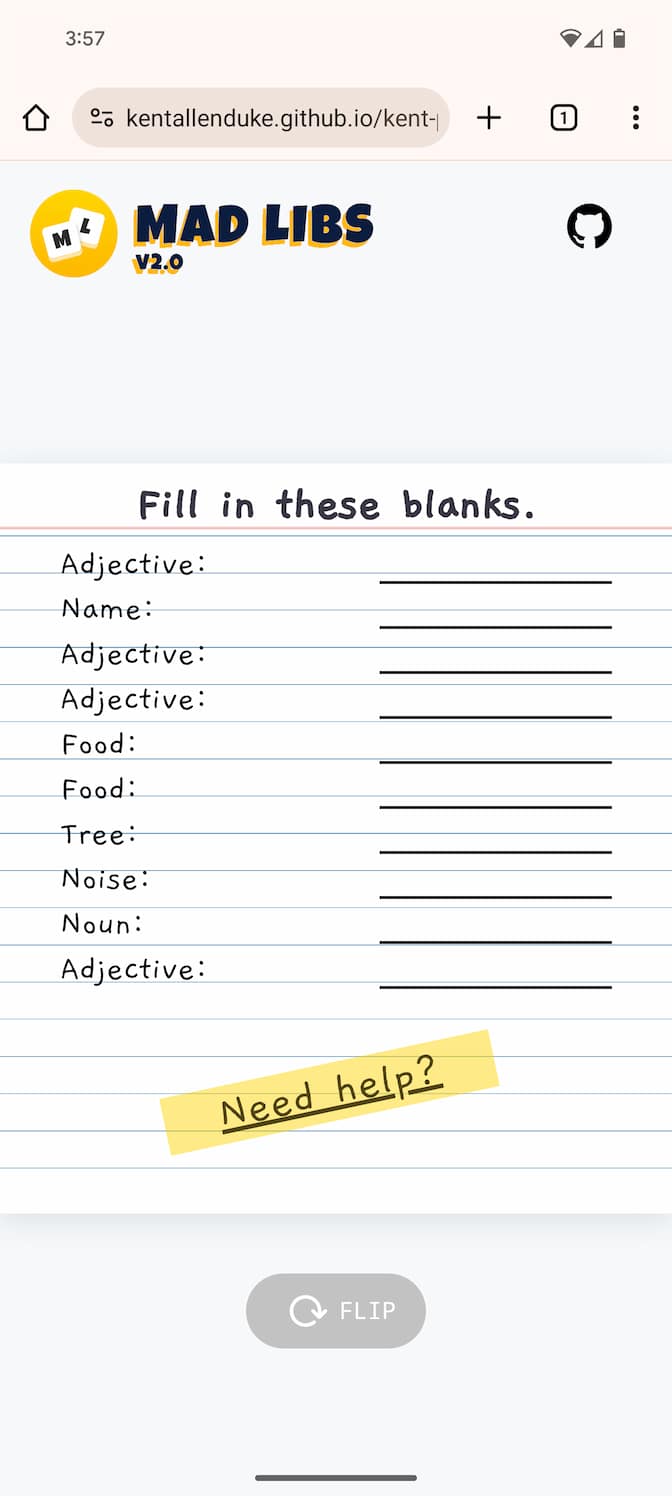 3:57
kentallenduke.github.io/kent-
1
M L
MAD LIBS
V2.0
Fill in these blanks.
Adjective:
Name:
Adjective:
Adjective:
Food:
Food:
Tree:
Noise:
Noun:
Adjective:
Need help?
FLIP